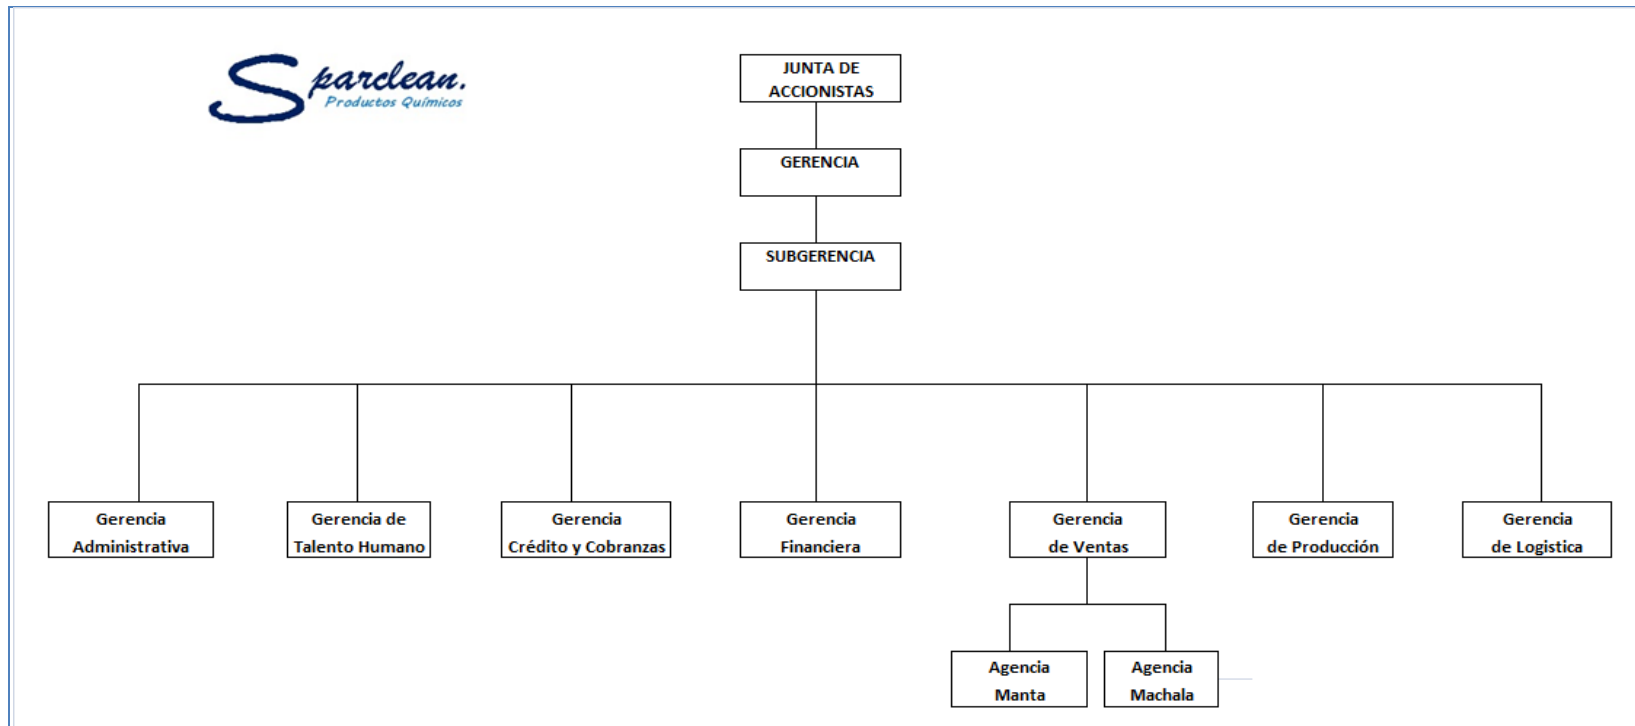 Sparclean.
Productos Químicos
JUNTA DE
ACCIONISTAS
GERENCIA
SUBGERENCIA
Gerencia
Administrativa
Gerencia de
Talento Humano
Gerencia
Crédito y Cobranzas
Gerencia
Financiera
Gerencia
de Ventas
Gerencia
de Producción
Gerencia
de Logistica
Agencia
Manta
Agencia
Machala